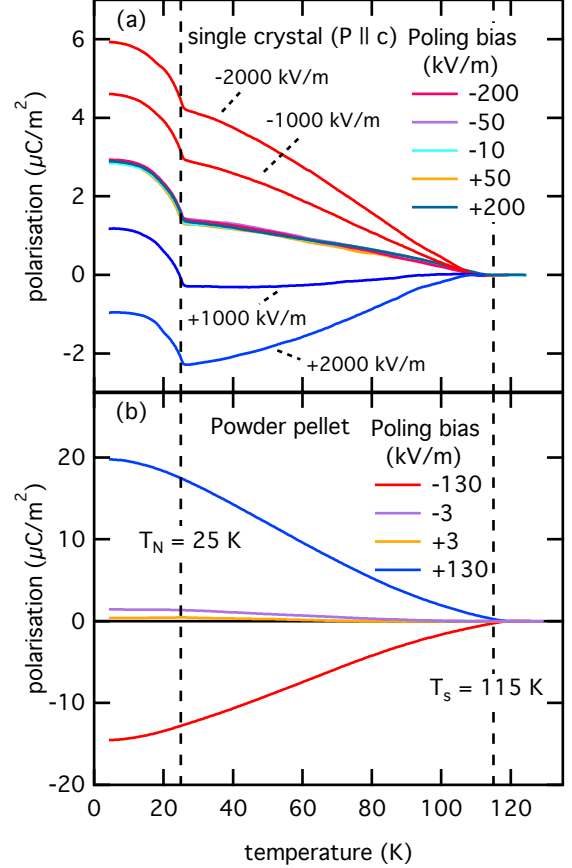 (a)
single crystal (P || c)
Poling bias
(kV/m)
-200
-50
-10
+50
+200
-2000 kV/m
-1000 kV/m
+1000 kV/m
+2000 kV/m
6
4
2
0
-2
polarisation (µC/m²)
(b)
Powder pellet
Poling bias
(kV/m)
-130
-3
+3
+130
T_N = 25 K
T_s = 115 K
20
10
0
-10
-20
polarisation (µC/m²)
0 20 40 60 80 100 120
temperature (K)